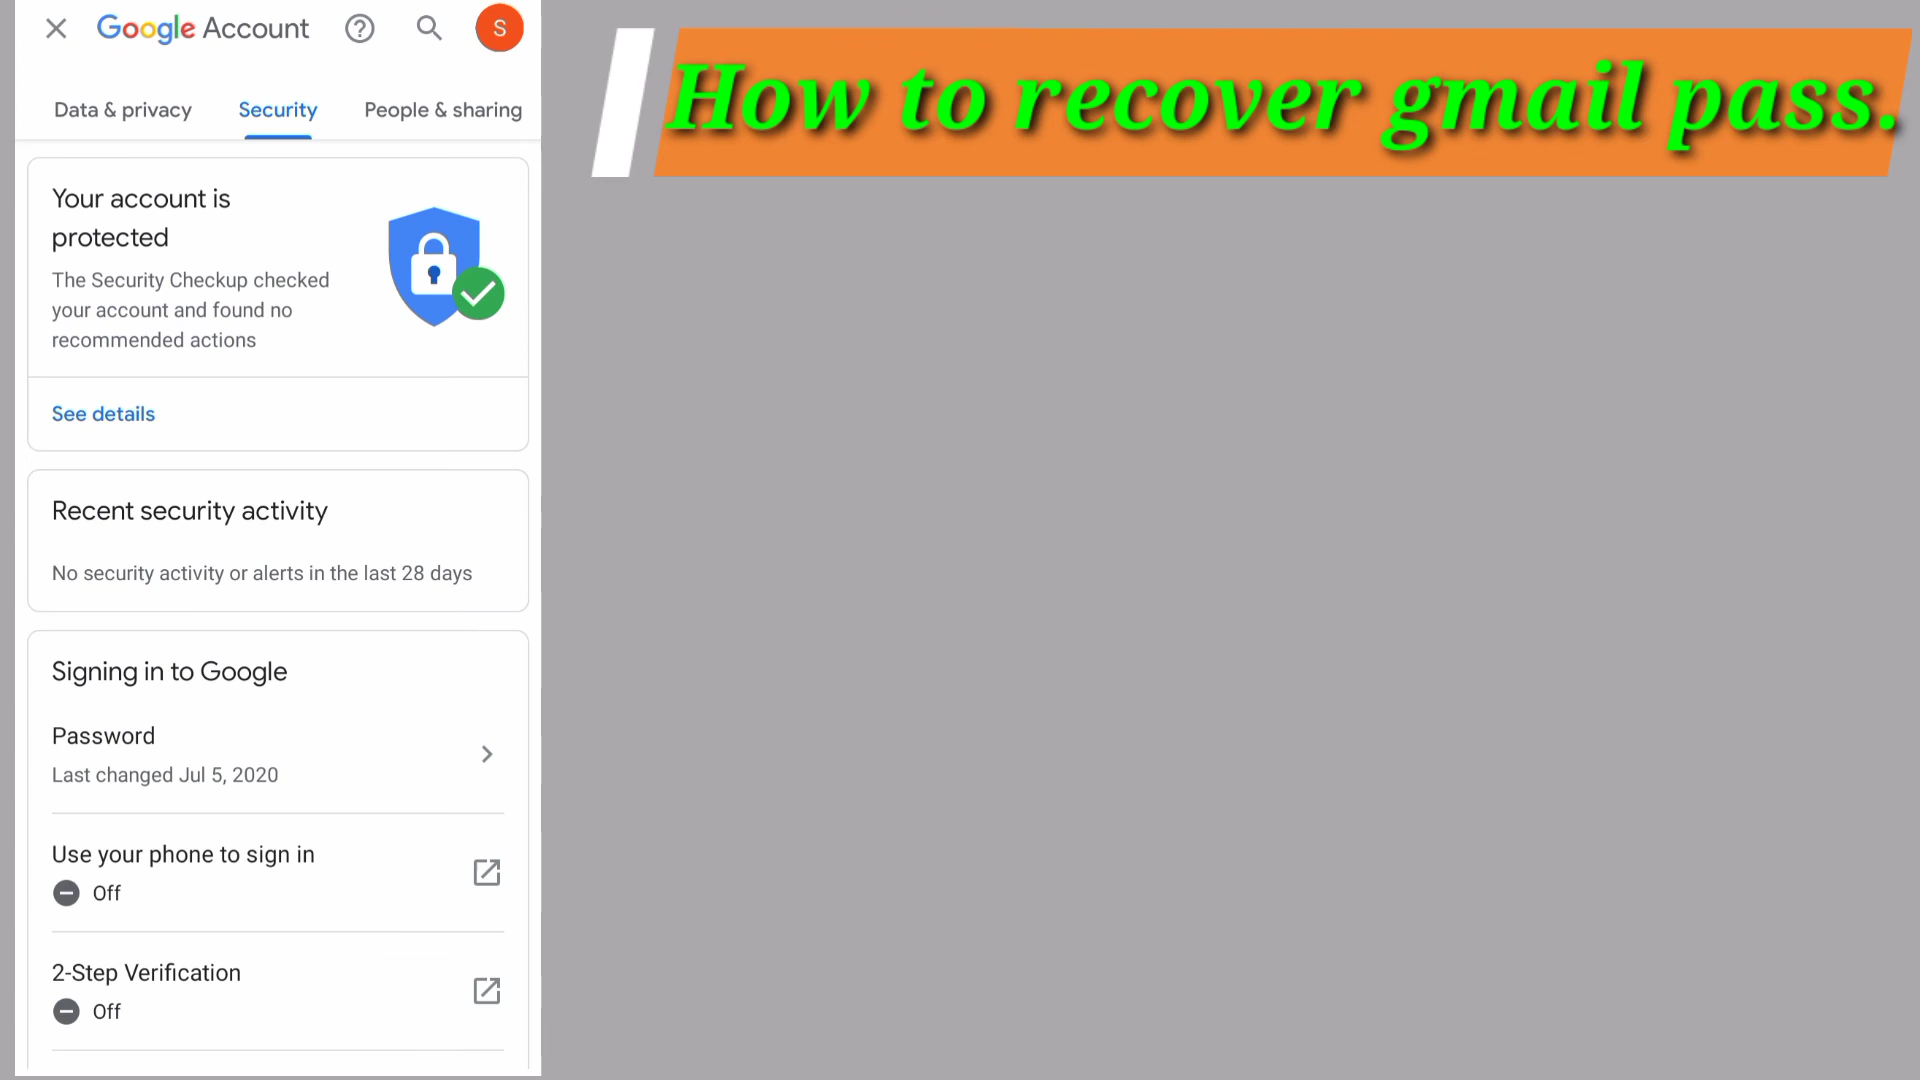 Google Account
S
Data & privacy Security People & sharing
Your account is
protected
The Security Checkup checked
your account and found no
recommended actions
See details
Recent security activity
No security activity or alerts in the last 28 days
Signing in to Google
Password
Last changed Jul 5, 2020
Use your phone to sign in
Off
2-Step Verification
Off
How to recover gmail pass.